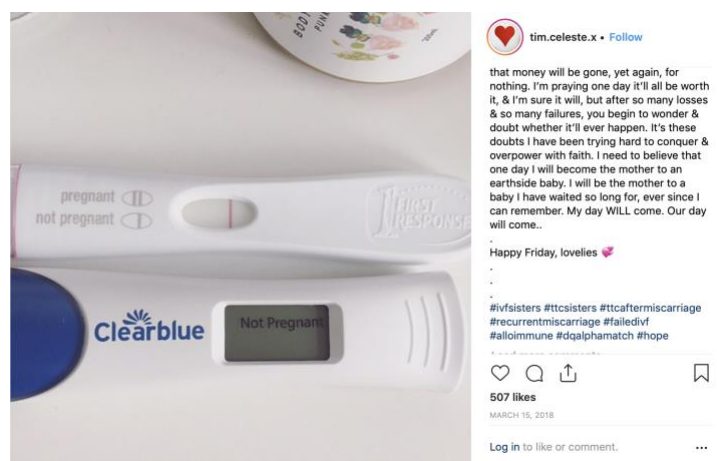 BODY
PUNK
pregnant
not pregnant
FIRST
RESPONSE
Clearblue
Not Pregnant
tim.celeste.x • Follow
that money will be gone, yet again, for
nothing. I'm praying one day it'll all be worth
it, & I'm sure it will, but after so many losses
& so many failures, you begin to wonder &
doubt whether it'll ever happen. It's these
doubts I have been trying hard to conquer &
overpower with faith. I need to believe that
one day I will become the mother to an
earthside baby. I will be the mother to a
baby I have waited so long for, ever since I
can remember. My day WILL come. Our day
will come..
.
Happy Friday, lovelies 💞
.
.
.
#ivfsisters #ttcsisters #ttcaftermiscarriage
#recurrentmiscarriage #failedivf
#alloimmune #dqalphamatch #hope
507 likes
MARCH 15, 2018
Log in to like or comment.